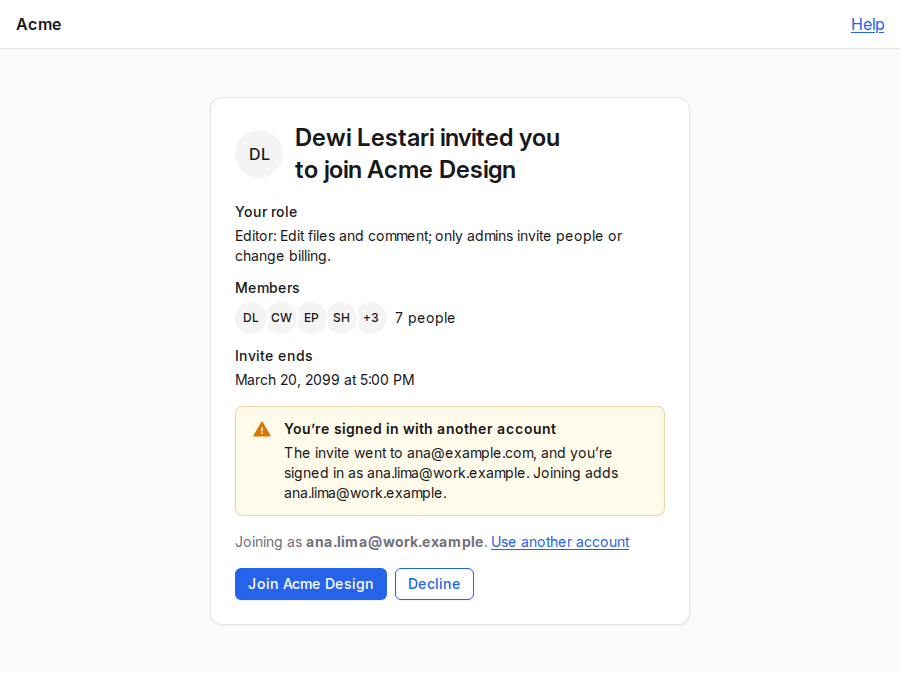 Acme
Help
DL
Dewi Lestari invited you
to join Acme Design
Your role
Editor: Edit files and comment; only admins invite people or
change billing.
Members
DL CW EP SH +3 7 people
Invite ends
March 20, 2099 at 5:00 PM
You’re signed in with another account
The invite went to ana@example.com, and you’re
signed in as ana.lima@work.example. Joining adds
ana.lima@work.example.
Joining as ana.lima@work.example. Use another account
Join Acme Design
Decline